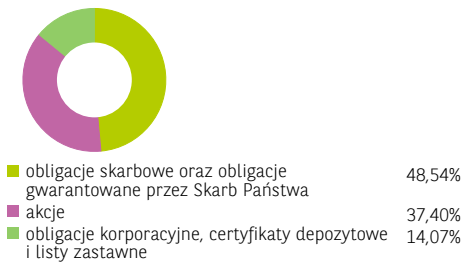 obligacje skarbowe oraz obligacje
gwarantowane przez Skarb Państwa 48,54%
akcje 37,40%
obligacje korporacyjne, certyfikaty depozytowe 14,07%
i listy zastawne